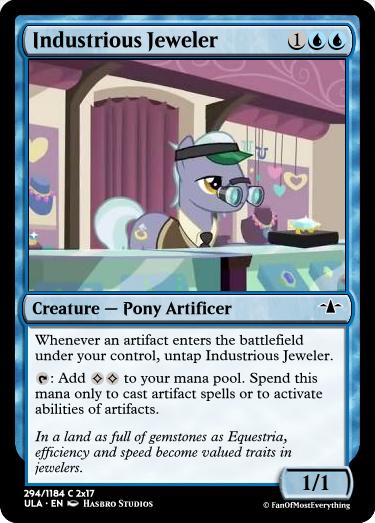 Industrious Jeweler 1
Creature — Pony Artificer
Whenever an artifact enters the battlefield
under your control, untap Industrious Jeweler.
: Add to your mana pool. Spend this
mana only to cast artifact spells or to activate
abilities of artifacts.
In a land as full of gemstones as Equestria,
efficiency and speed become valued traits in
jewelers.
1/1
294/1184 C 2x17
ULA • EN Hasbro Studios
© FanOfMostEverything